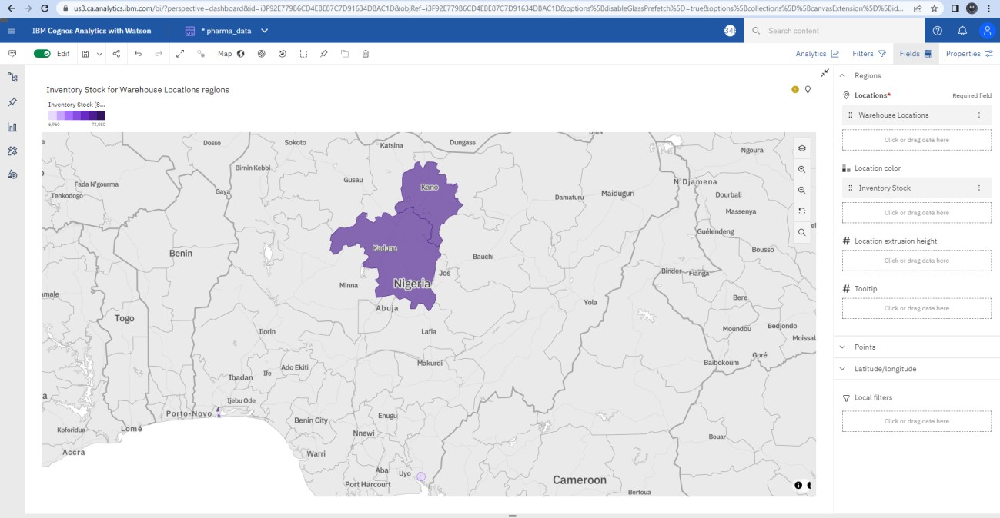 us3.ca.analytics.ibm.com/bi/?perspective=dashboard&id=i3F92E779B6CD4EBE87C7D91634DBAC1D&objRef=i3F92E779B6CD4EBE87C7D91634DBAC1D&options%5BdisableGlassPrefetch%5D=true&options%5Bcollections%5D%5BcanvasExtension%5D%5Bid...
IBM Cognos Analytics with Watson
* pharma_data
Search content
Edit
Map
Analytics
Filters
Fields
Properties
Inventory Stock for Warehouse Locations regions
Inventory Stock (S...
6,960
73,080
Dosso
Sokoto
Katsina
Dungass
Diffa
Ngoura
Birnin Kebbi
Fada N'gourma
Gusau
Kano
N'Djamena
Tenkodogo
Gaya
Damaturu
Maiduguri
Dourbali
Massenya
Guélendeng
Benin
Kaduna
Bauchi
Bousso
Jos
Binder
Fianga
Nigeria
Minna
Bere
Abuja
Yola
Togo
Moundou
Bedjondo
Ilorin
Lafia
Moissal
Goré
Makurdi
Baïbokoum
Ado Ekiti
Ife
Ibadan
Ijebu Ode
Porto-Novo
Enugu
Benin City
Koforidua
Lomé
Nnewi
Bouar
Accra
Warri
Aba
Uyo
Port Harcourt
Cameroon
Bertoua
Regions
Locations*
Required field
Warehouse Locations
Click or drag data here
Location color
Inventory Stock
Click or drag data here
# Location extrusion height
Click or drag data here
# Tooltip
Click or drag data here
Points
Latitude/longitude
Local filters
Click or drag data here